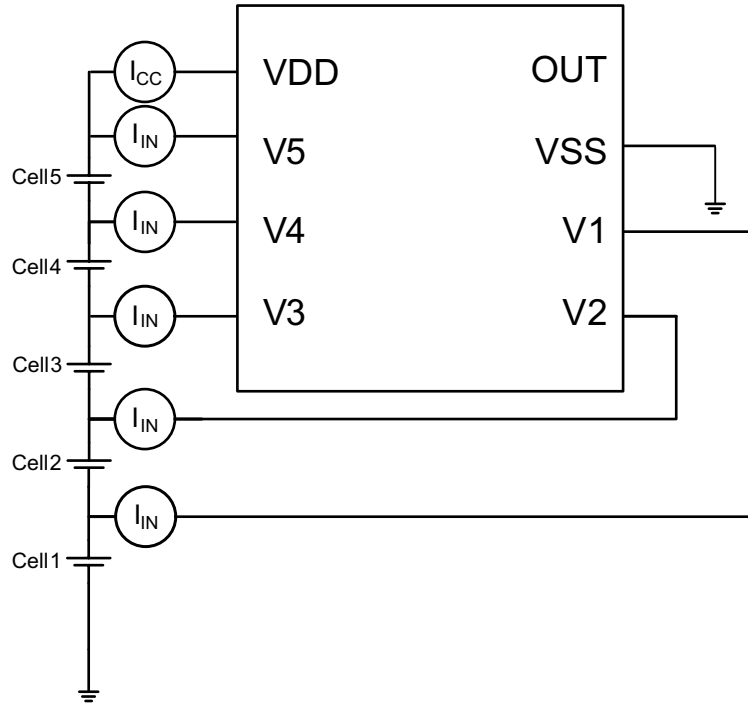 I_CC VDD OUT
I_IN V5 VSS
Cell5
I_IN V4 V1
Cell4
I_IN V3 V2
Cell3
I_IN
Cell2
I_IN
Cell1